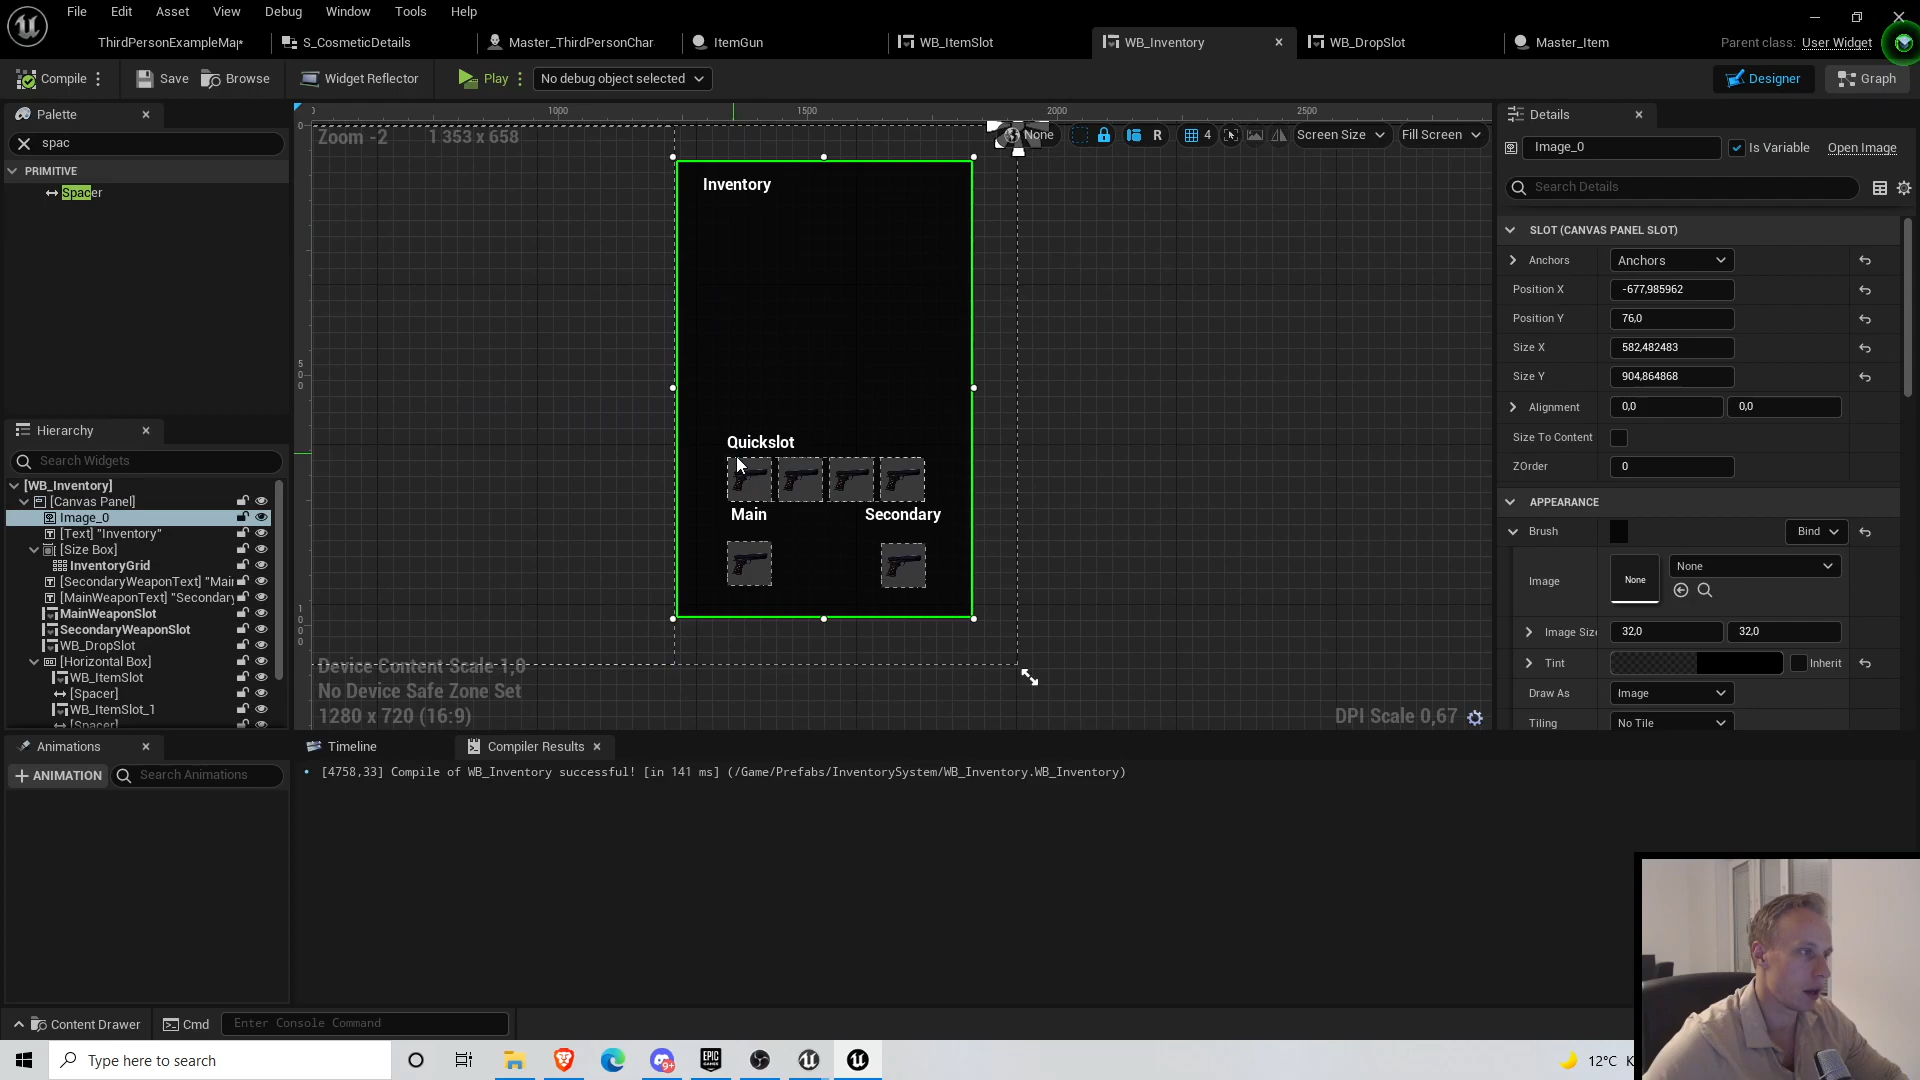 File Edit Asset View Debug Window Tools Help
ThirdPersonExampleMap* S_CosmeticDetails Master_ThirdPersonChar ItemGun WB_ItemSlot WB_Inventory WB_DropSlot Master_Item Parent class: User Widget
Compile Save Browse Widget Reflector Play No debug object selected Designer Graph
Palette
spac
PRIMITIVE
Spacer
Hierarchy
Search Widgets
[WB_Inventory]
[Canvas Panel]
Image_0
[Text] "Inventory"
[Size Box]
InventoryGrid
[SecondaryWeaponText] "Mai
[MainWeaponText] "Secondary
MainWeaponSlot
SecondaryWeaponSlot
WB_DropSlot
[Horizontal Box]
WB_ItemSlot
[Spacer]
WB_ItemSlot_1
[Spacer]
Animations
ANIMATION Search Animations
1000 1500 2000 2500
Zoom -2 1 353 x 658
None R 4 Screen Size Fill Screen
0
500
1000
Inventory
Quickslot
Main Secondary
Device Content Scale 1,0
No Device Safe Zone Set
1280 x 720 (16:9)
DPI Scale 0,67
Details
Image_0 Is Variable Open Image
Search Details
SLOT (CANVAS PANEL SLOT)
Anchors Anchors
Position X -677,985962
Position Y 76,0
Size X 582,482483
Size Y 904,864868
Alignment 0,0 0,0
Size To Content
ZOrder 0
APPEARANCE
Brush Bind
Image None None
Image Siz 32,0 32,0
Tint Inherit
Draw As Image
Tiling No Tile
Timeline Compiler Results
[4758,33] Compile of WB_Inventory successful! [in 141 ms] (/Game/Prefabs/InventorySystem/WB_Inventory.WB_Inventory)
Content Drawer Cmd Enter Console Command
Type here to search
9+
EPIC GAMES
12°C K